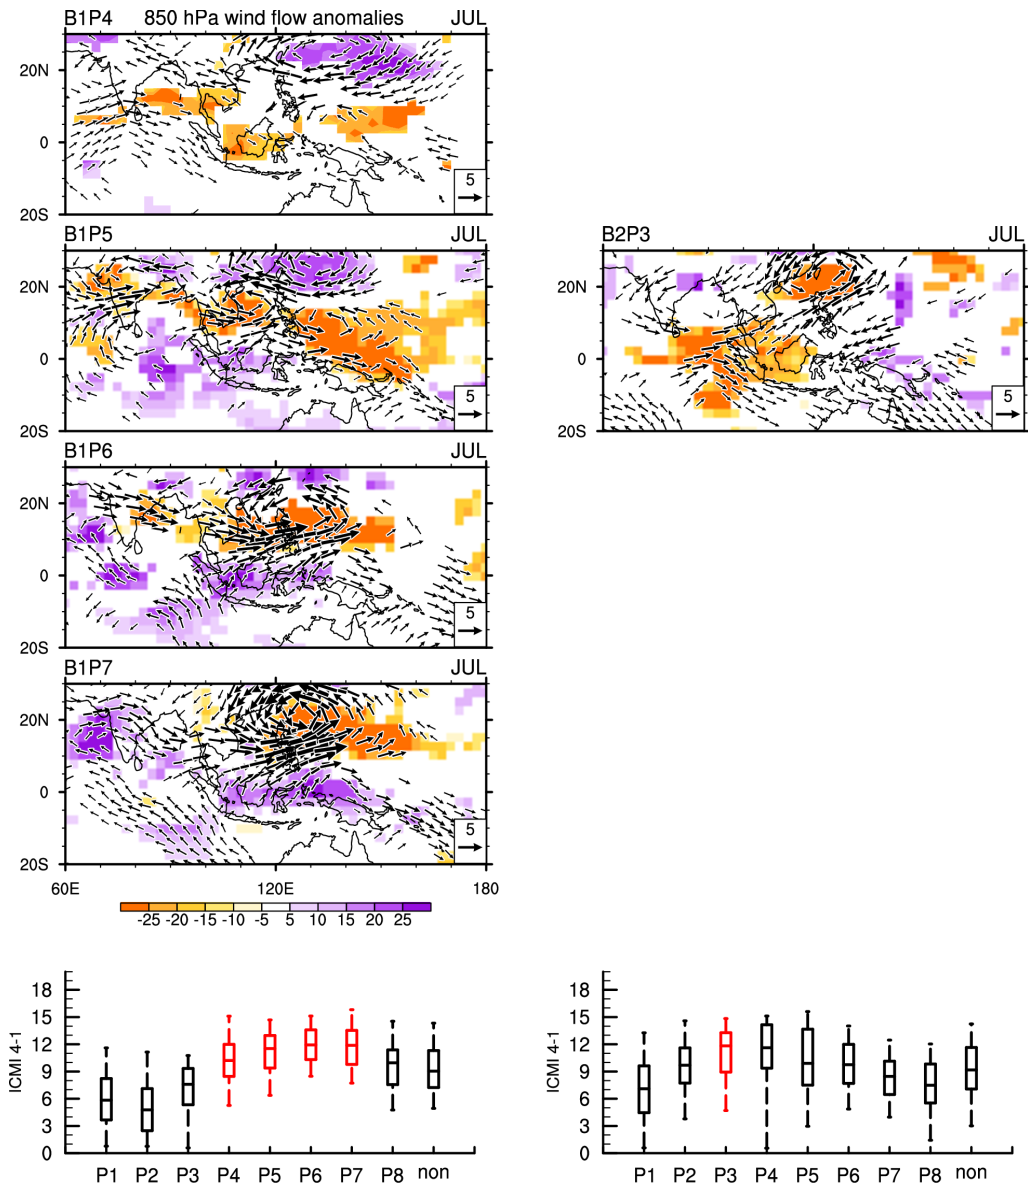 B1P4 850 hPa wind flow anomalies JUL
20N
0
20S
5
B1P5 JUL
20N
0
20S
5
B2P3 JUL
20N
0
20S
5
B1P6 JUL
20N
0
20S
5
B1P7 JUL
20N
0
20S
5
60E 120E 180
-25 -20 -15 -10 -5 5 10 15 20 25
ICMI 4-1
18
15
12
9
6
3
0
P1 P2 P3 P4 P5 P6 P7 P8 non
ICMI 4-1
18
15
12
9
6
3
0
P1 P2 P3 P4 P5 P6 P7 P8 non